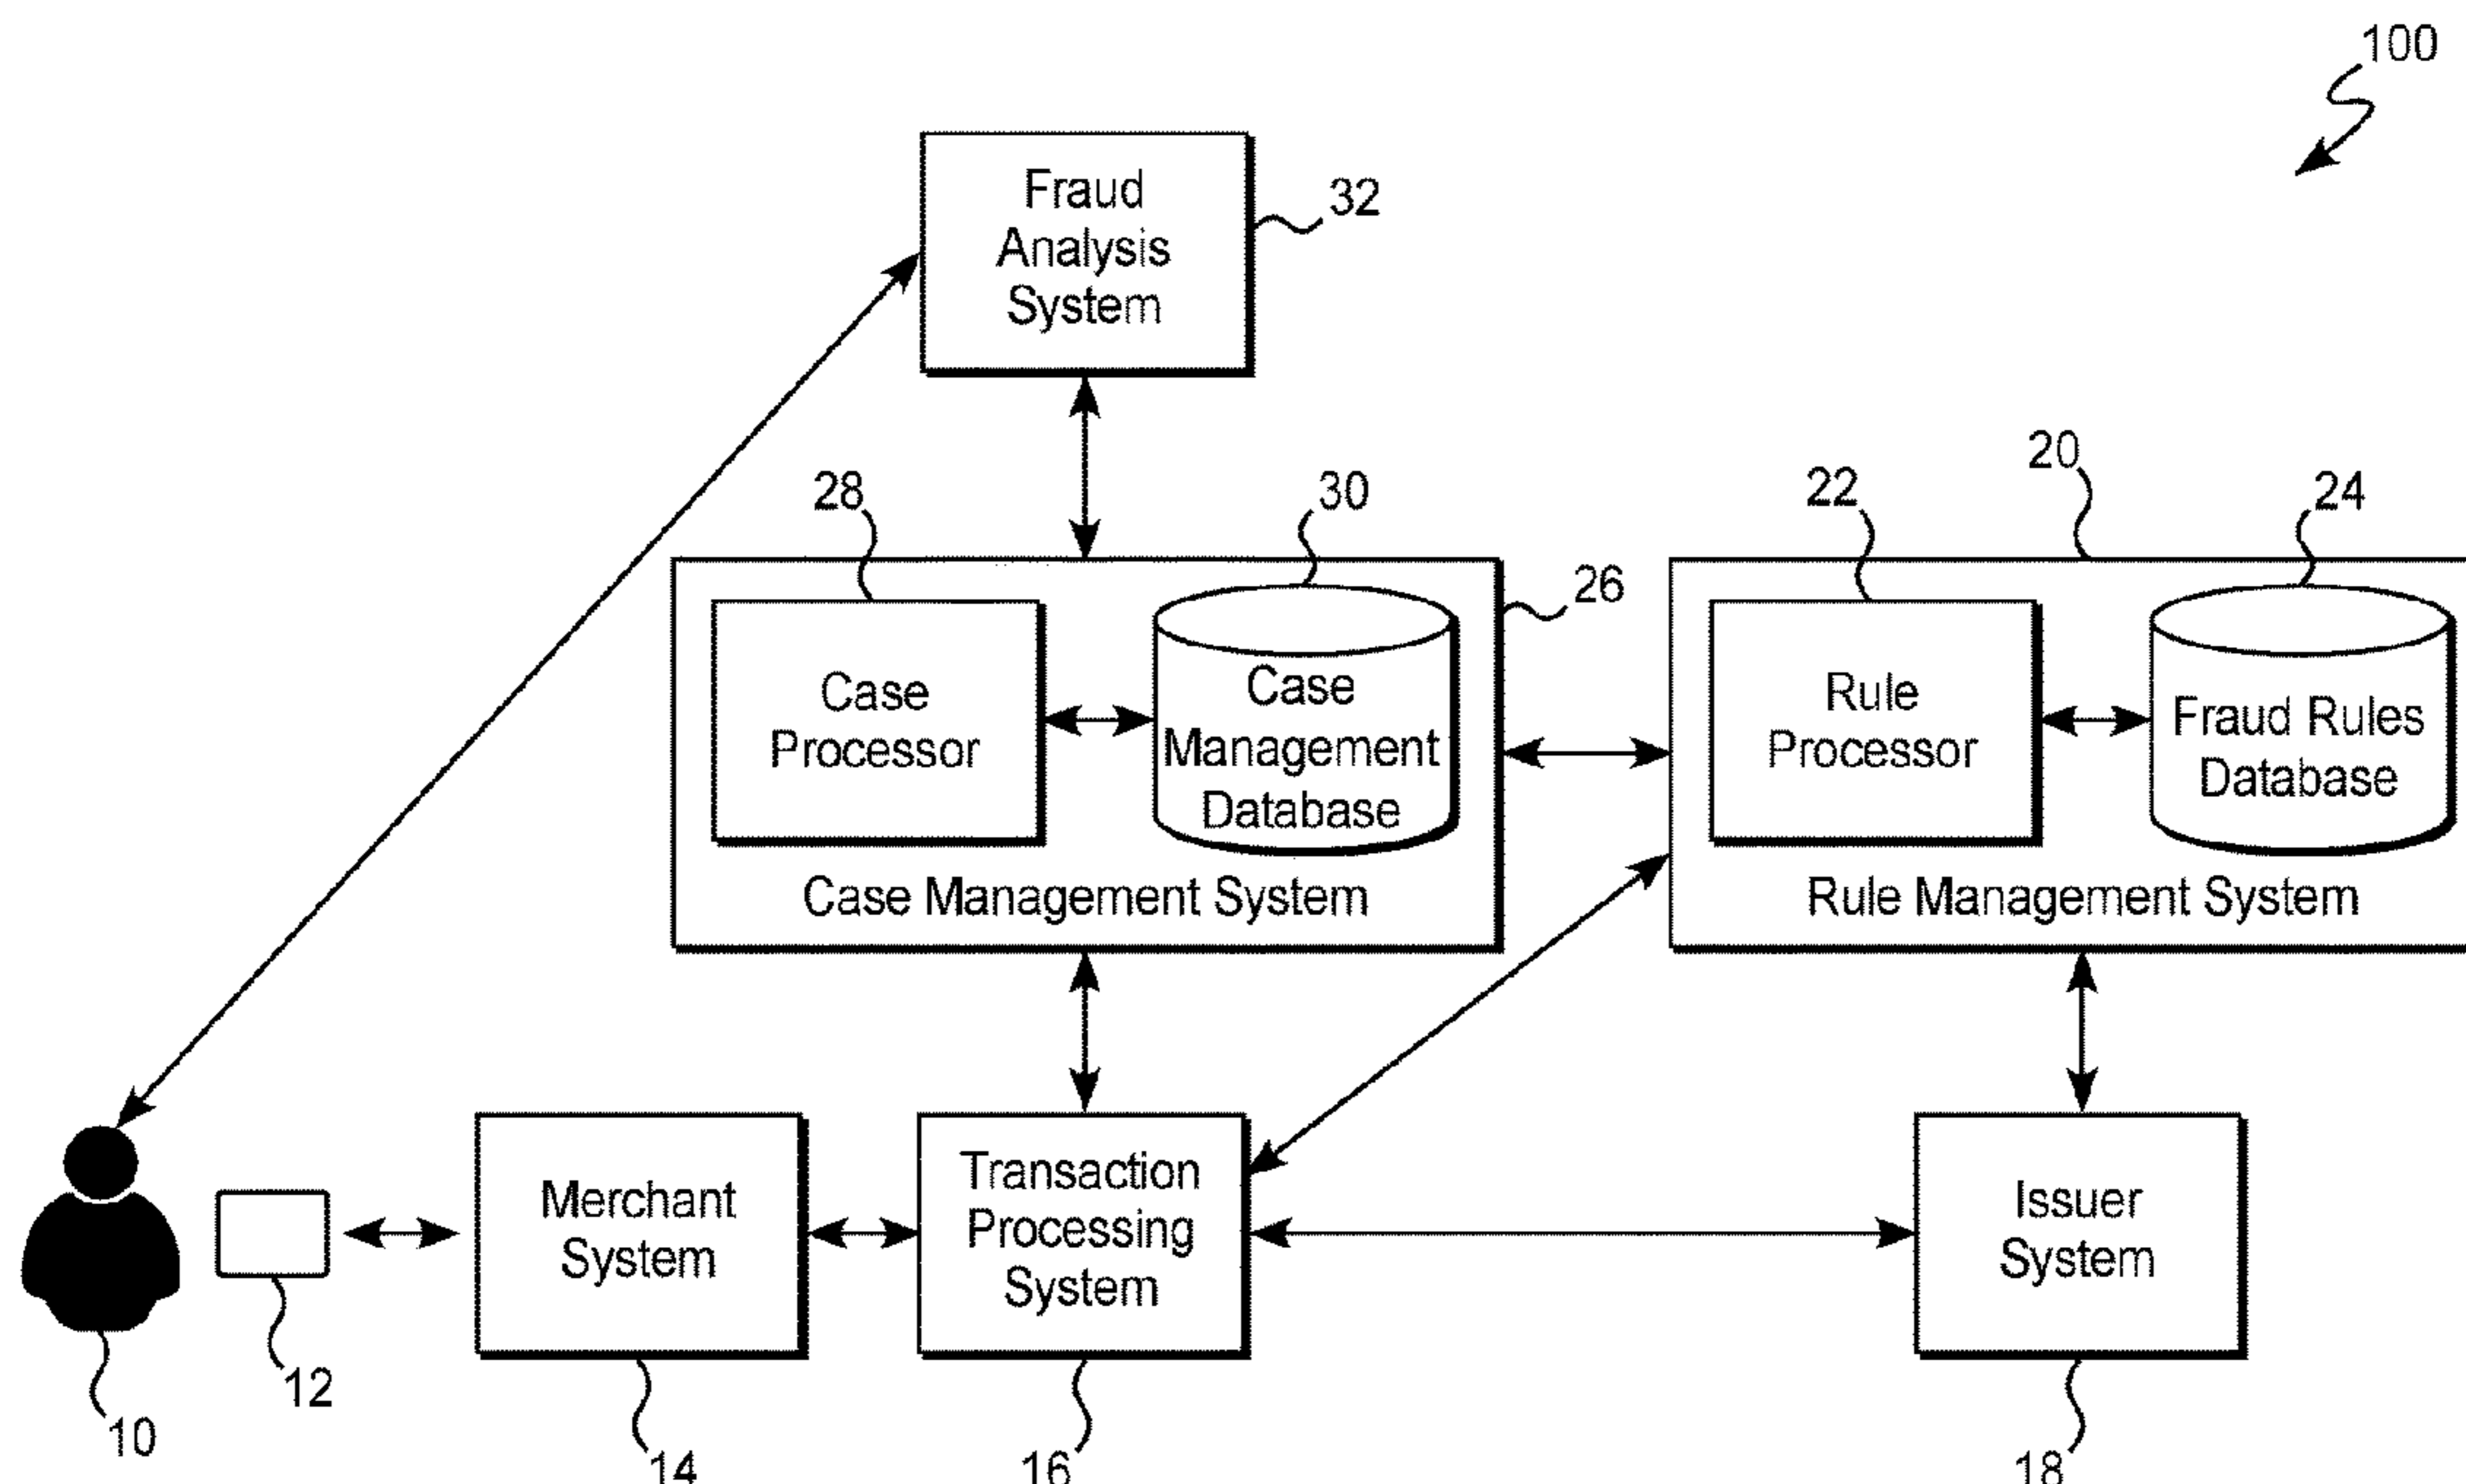 100
Fraud
Analysis
System
32
20
28
30
22
24
26
Case
Processor
Case
Management
Database
Case Management System
Rule
Processor
Fraud Rules
Database
Rule Management System
Merchant
System
Transaction
Processing
System
Issuer
System
12
10
14
16
18